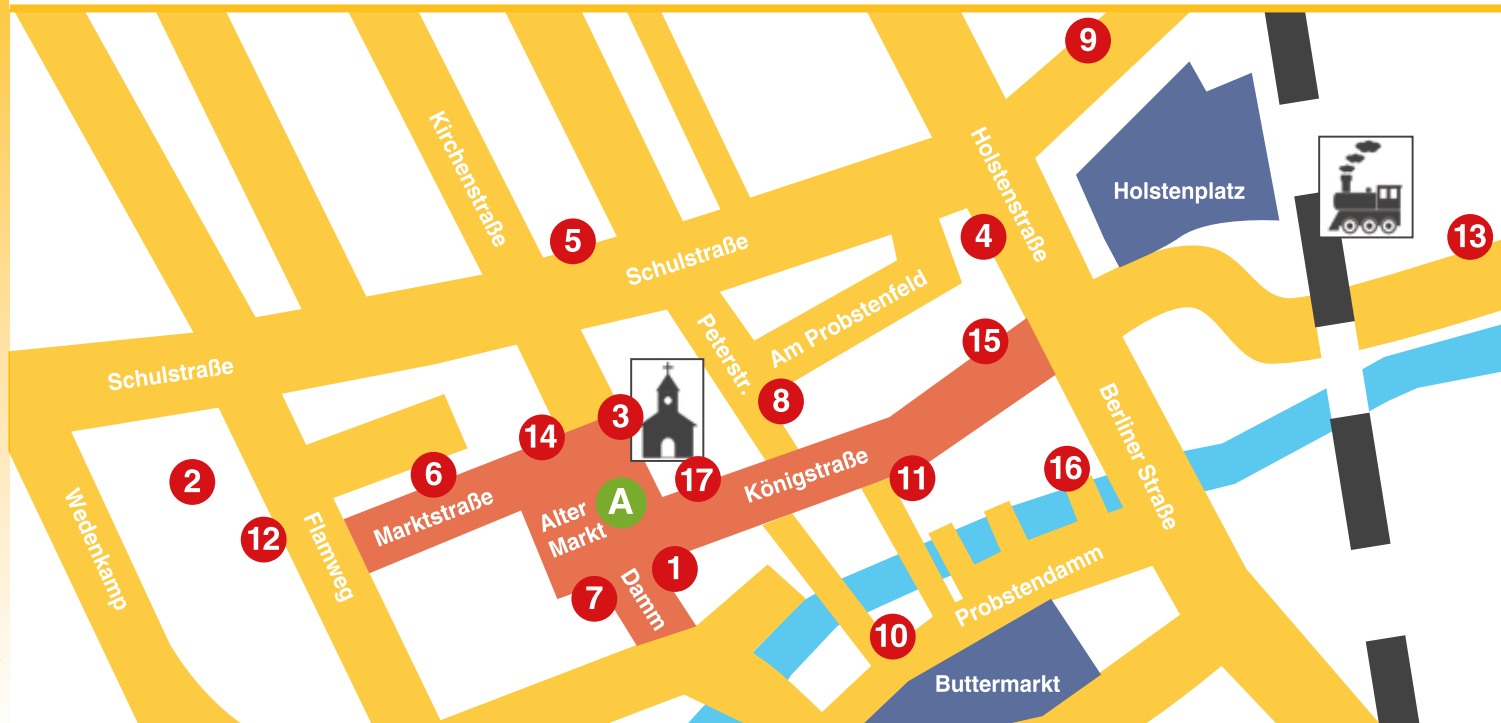 9
Kirchenstraße
Holstenstraße
Holstenplatz
5
4
13
Schulstraße
Am Probstenfeld
Peterstr.
15
Schulstraße
8
3
14
Berliner Straße
6
Königstraße
16
2
17
11
Marktstraße
A
Alter
Markt
Wedenkamp
12
Flamweg
1
7
Damm
Probstendamm
10
Buttermarkt